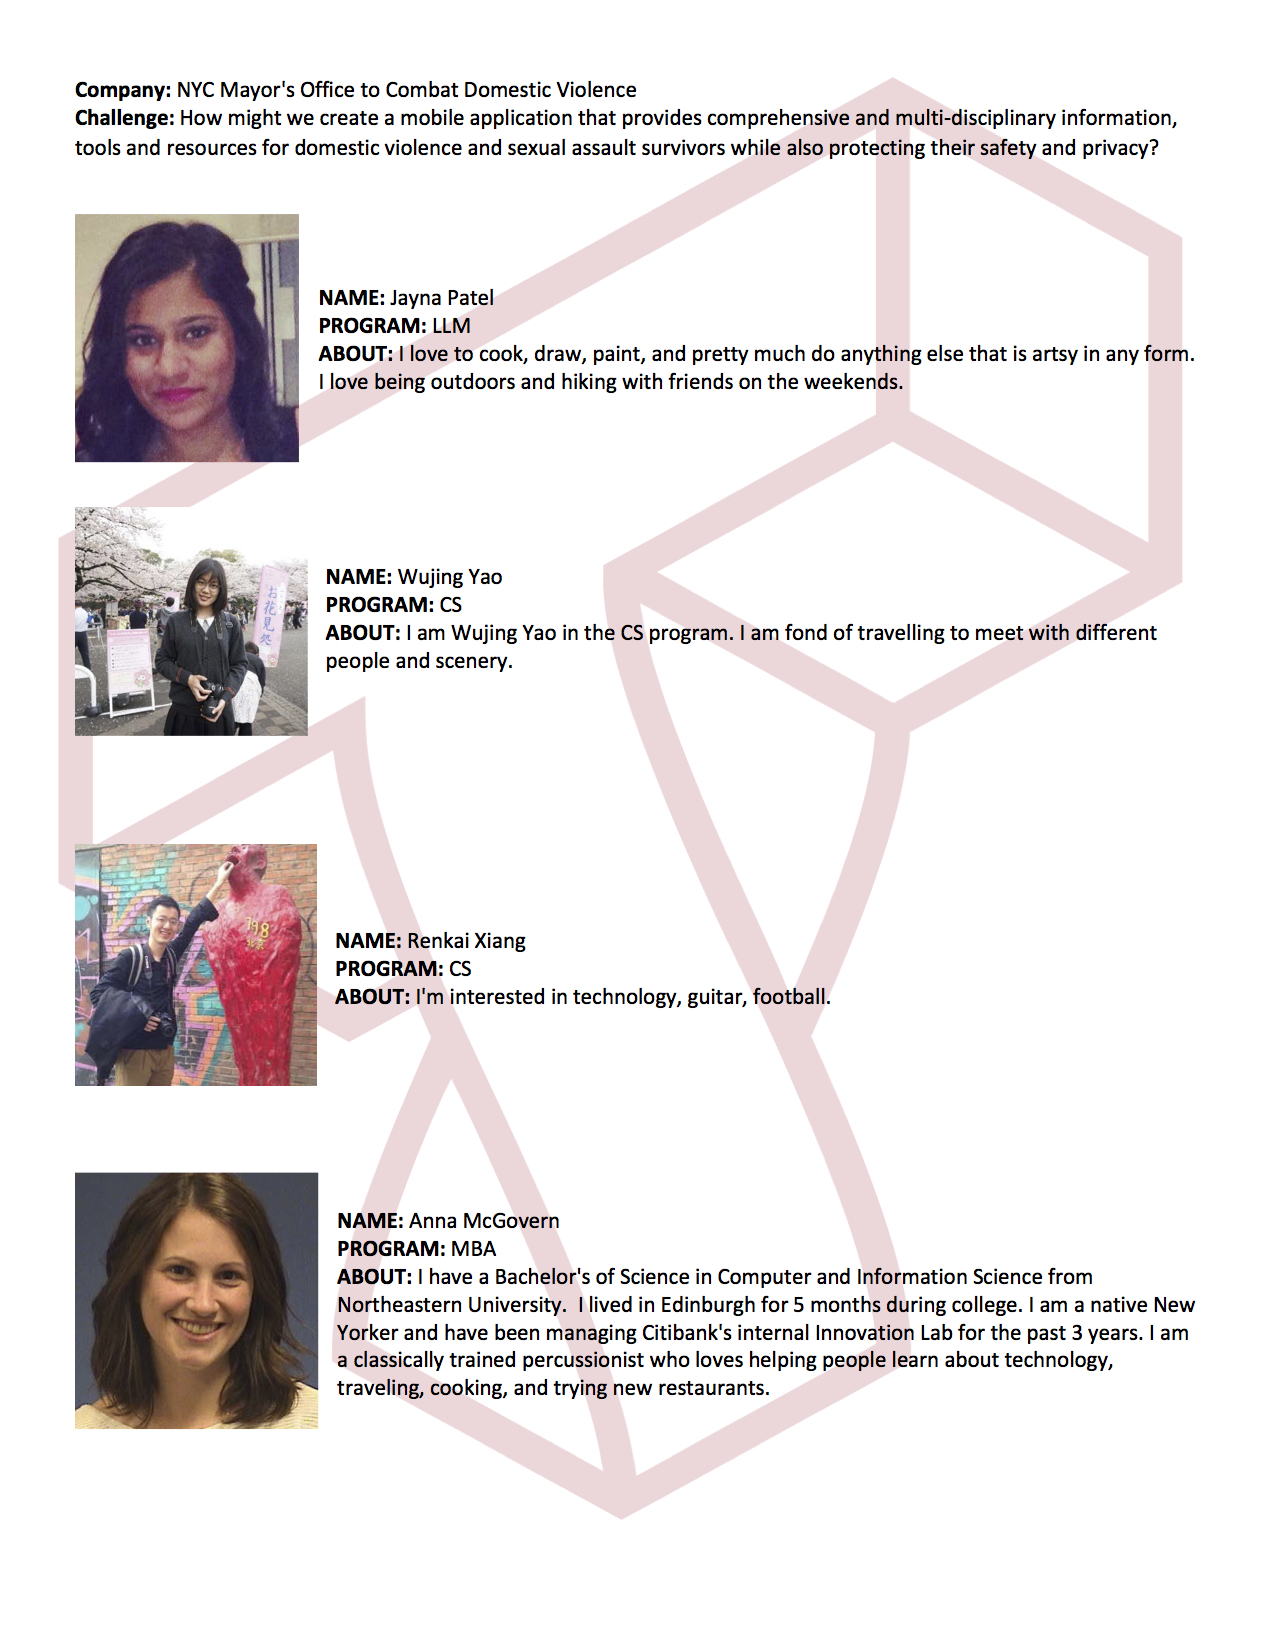 Company: NYC Mayor's Office to Combat Domestic Violence
Challenge: How might we create a mobile application that provides comprehensive and multi-disciplinary information,
tools and resources for domestic violence and sexual assault survivors while also protecting their safety and privacy?
NAME: Jayna Patel
PROGRAM: LLM
ABOUT: I love to cook, draw, paint, and pretty much do anything else that is artsy in any form.
I love being outdoors and hiking with friends on the weekends.
お花見祭
NAME: Wujing Yao
PROGRAM: CS
ABOUT: I am Wujing Yao in the CS program. I am fond of travelling to meet with different
people and scenery.
798
北京
NAME: Renkai Xiang
PROGRAM: CS
ABOUT: I'm interested in technology, guitar, football.
NAME: Anna McGovern
PROGRAM: MBA
ABOUT: I have a Bachelor's of Science in Computer and Information Science from
Northeastern University.  I lived in Edinburgh for 5 months during college. I am a native New
Yorker and have been managing Citibank's internal Innovation Lab for the past 3 years. I am
a classically trained percussionist who loves helping people learn about technology,
traveling, cooking, and trying new restaurants.